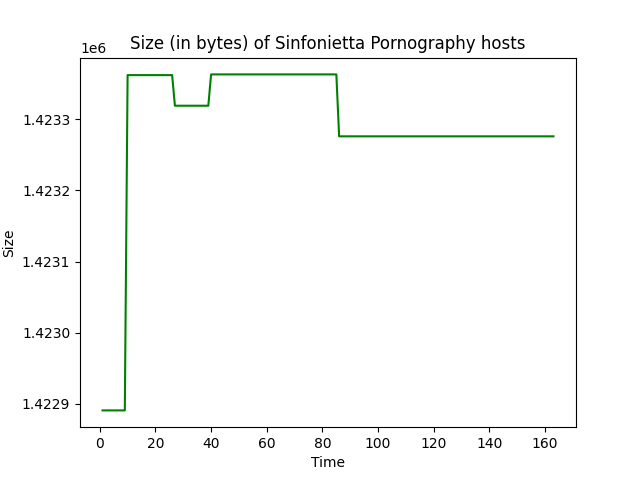 Size (in bytes) of Sinfonietta Pornography hosts
1e6
1.4233
1.4232
1.4231
1.4230
1.4229
Size
0 20 40 60 80 100 120 140 160
Time